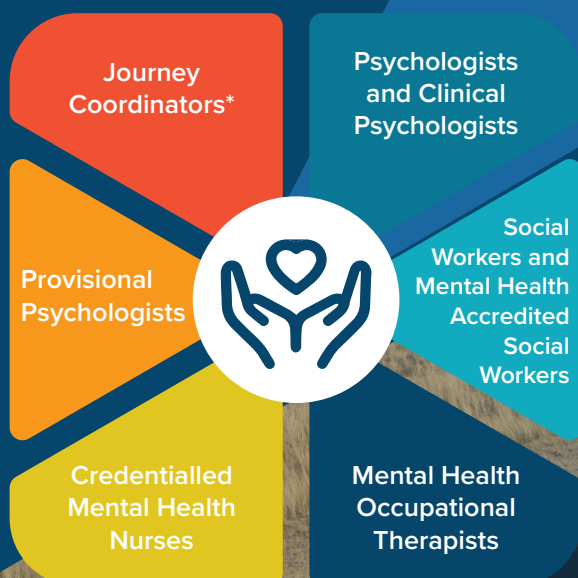 Journey
Coordinators*
Psychologists
and Clinical
Psychologists
Provisional
Psychologists
Social
Workers and
Mental Health
Accredited
Social
Workers
Credentialled
Mental Health
Nurses
Mental Health
Occupational
Therapists